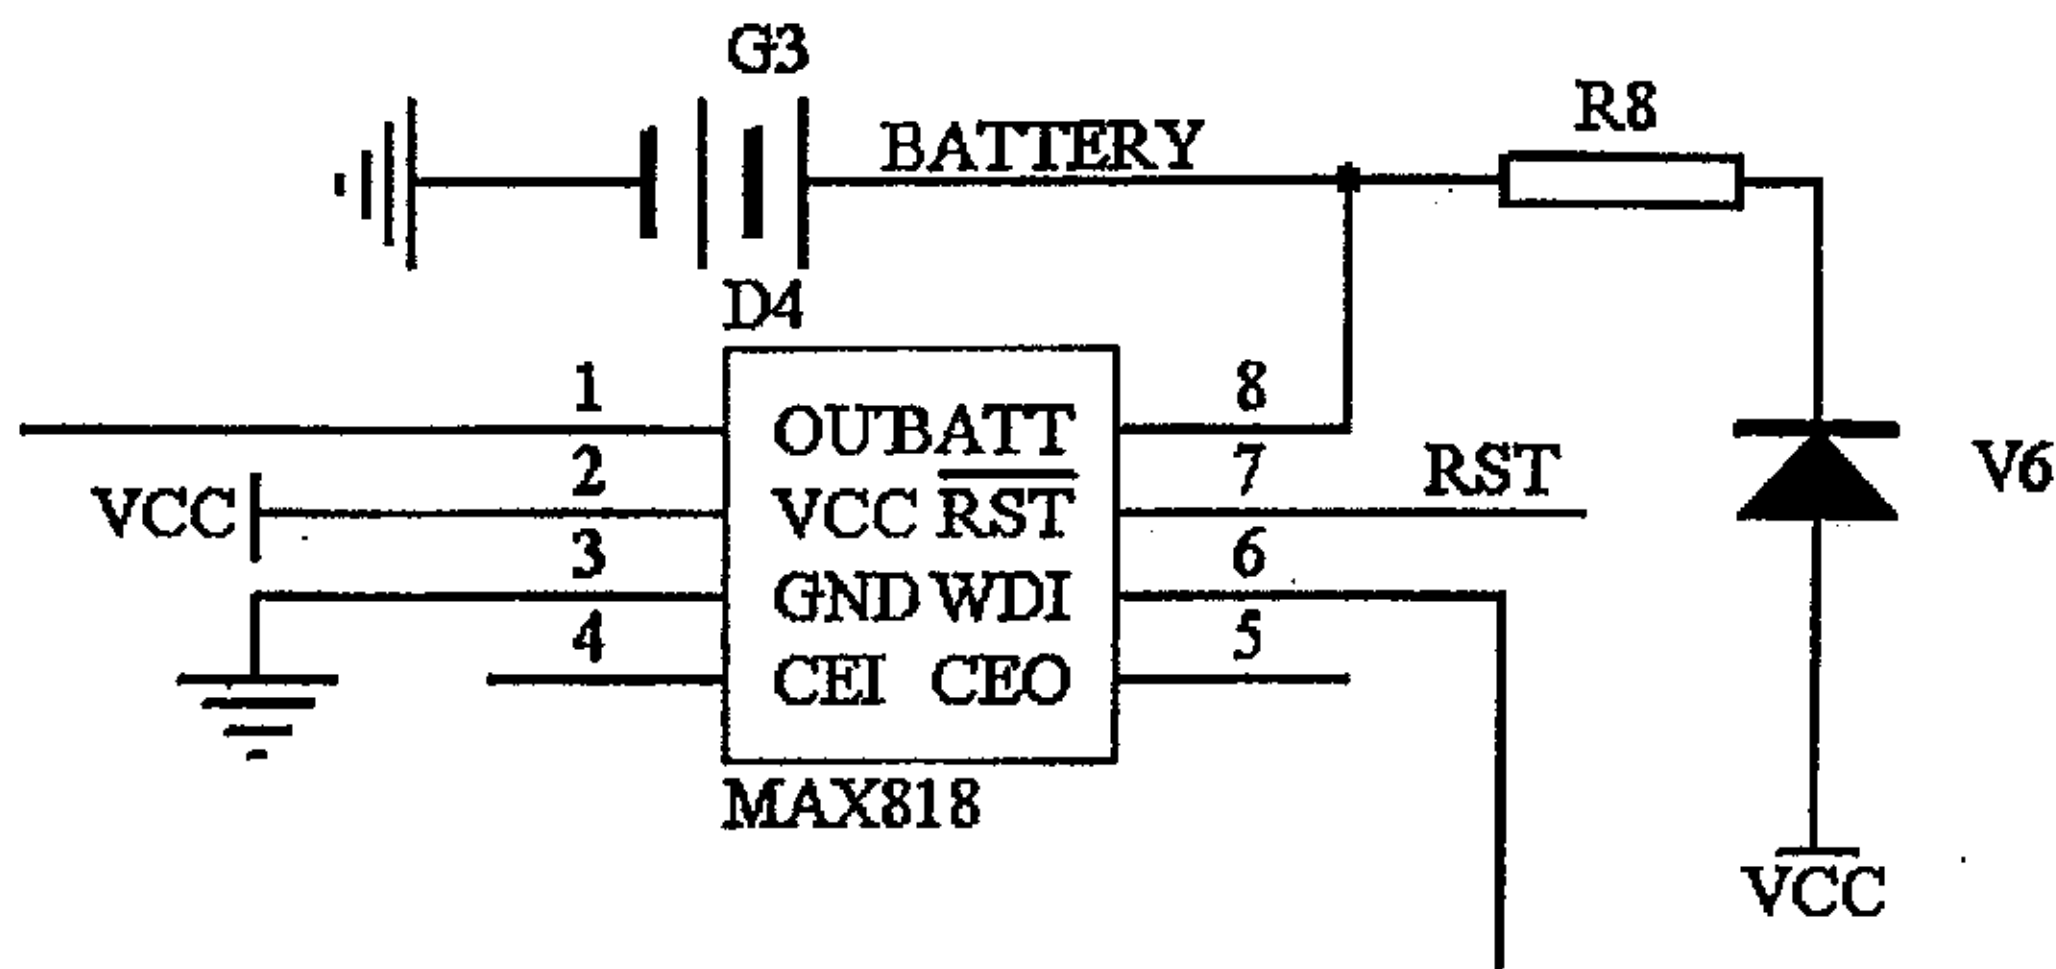 G3
BATTERY
R8
D4
1 OUBATT 8
2 7 RST
VCC VCC RST
3 6
GND WDI
4 5
CEI CEO
V6
MAX818
VCC